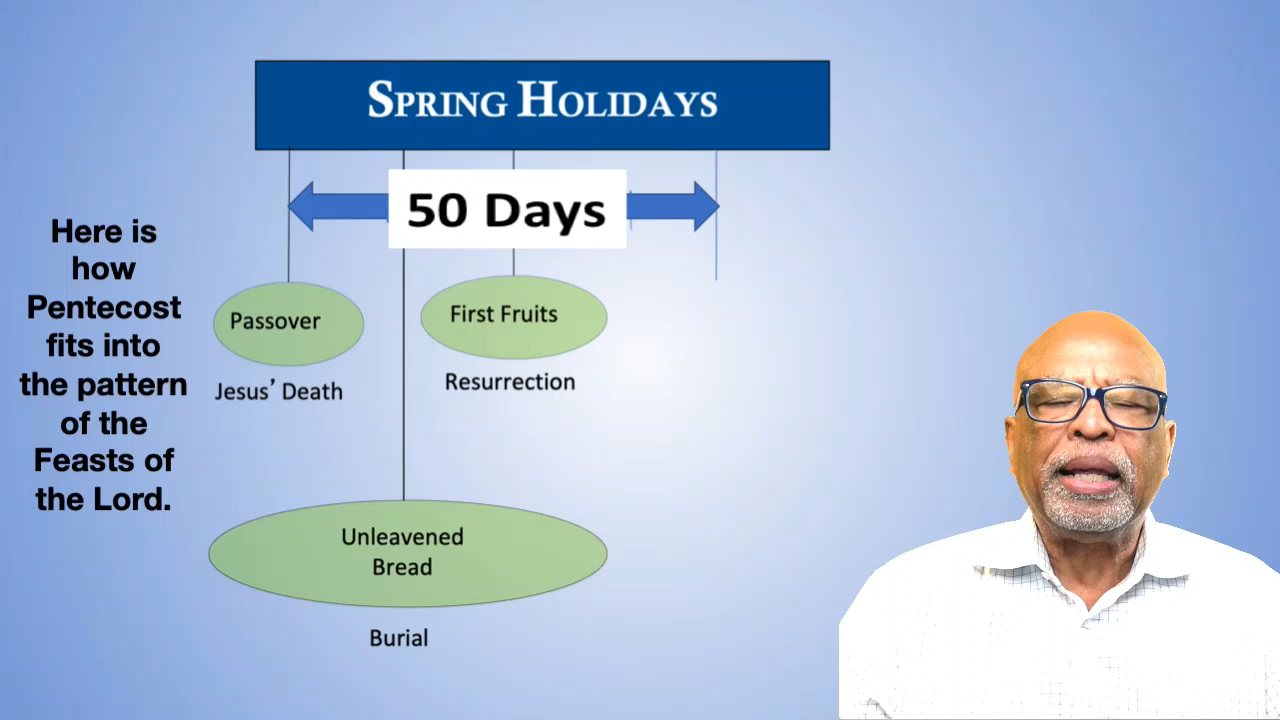 SPRING HOLIDAYS
50 Days
Here is
how
Pentecost
fits into
the pattern
of the
Feasts of
the Lord.
Passover
Jesus’ Death
First Fruits
Resurrection
Unleavened
Bread
Burial